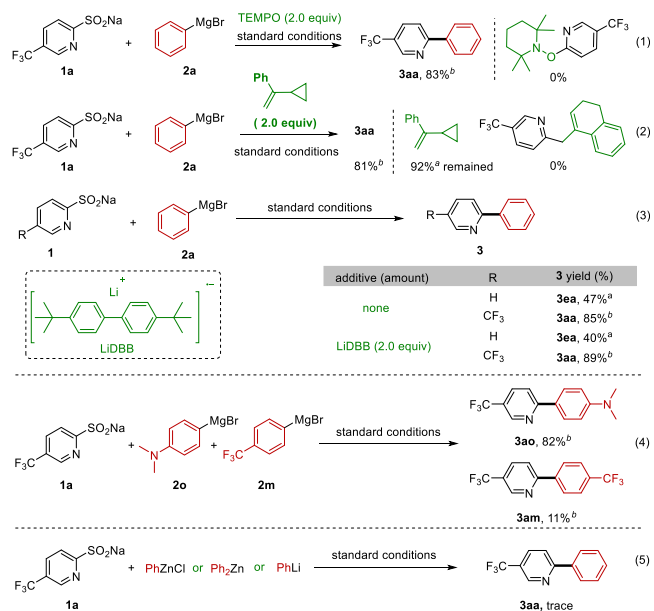 SO₂Na
F₃C
N
1a
+
MgBr
2a
TEMPO (2.0 equiv)
standard conditions
F₃C
N
3aa, 83%ᵇ
N
O
N
CF₃
0%
(1)
SO₂Na
F₃C
N
1a
+
MgBr
2a
Ph
( 2.0 equiv)
standard conditions
3aa
81%ᵇ
Ph
92%ᵃ remained
F₃C
N
0%
(2)
SO₂Na
R
N
1
+
MgBr
2a
standard conditions
R
N
3
(3)
+
Li
•−
LiDBB
additive (amount) R 3 yield (%)
none H 3ea, 47%ᵃ
CF₃ 3aa, 85%ᵇ
LiDBB (2.0 equiv) H 3ea, 40%ᵃ
CF₃ 3aa, 89%ᵇ
SO₂Na
F₃C
N
1a
+
MgBr
N
2o
+
MgBr
F₃C
2m
standard conditions
F₃C
N
N
3ao, 82%ᵇ
F₃C
N
CF₃
3am, 11%ᵇ
(4)
SO₂Na
F₃C
N
1a
+ PhZnCl or Ph₂Zn or PhLi
standard conditions
F₃C
N
3aa, trace
(5)